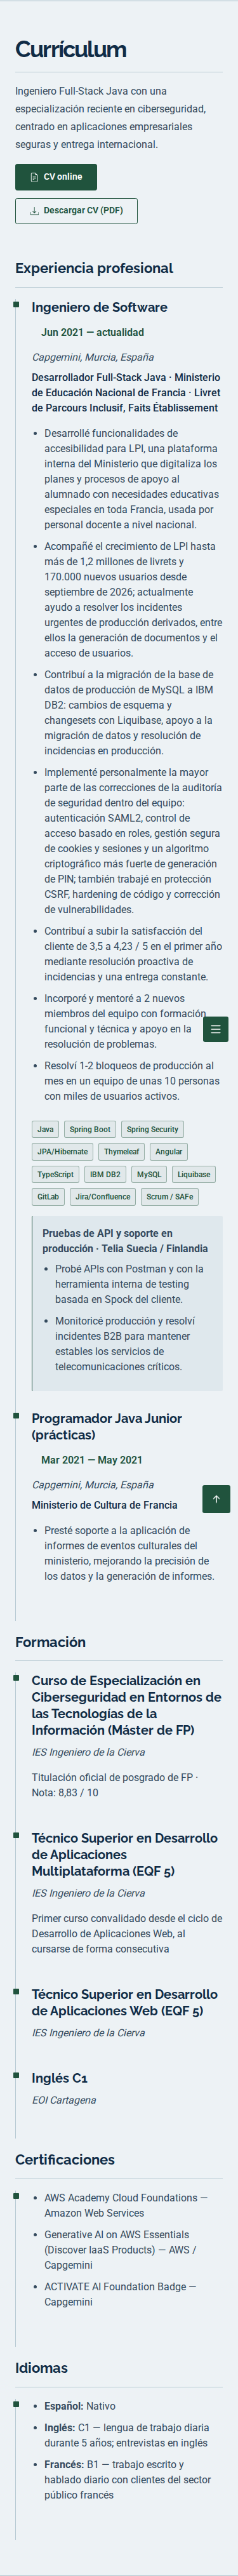 Currículum
Ingeniero Full-Stack Java con una
especialización reciente en ciberseguridad,
centrado en aplicaciones empresariales
seguras y entrega internacional.
CV online
Descargar CV (PDF)
Experiencia profesional
Ingeniero de Software
Jun 2021 — actualidad
Capgemini, Murcia, España
Desarrollador Full-Stack Java · Ministerio
de Educación Nacional de Francia · Livret
de Parcours Inclusif, Faits Établissement
• Desarrollé funcionalidades de
accesibilidad para LPI, una plataforma
interna del Ministerio que digitaliza los
planes y procesos de apoyo al
alumnado con necesidades educativas
especiales en toda Francia, usada por
personal docente a nivel nacional.
• Acompañé el crecimiento de LPI hasta
más de 1,2 millones de livrets y
170.000 nuevos usuarios desde
septiembre de 2026; actualmente
ayudo a resolver los incidentes
urgentes de producción derivados, entre
ellos la generación de documentos y el
acceso de usuarios.
• Contribuí a la migración de la base de
datos de producción de MySQL a IBM
DB2: cambios de esquema y
changesets con Liquibase, apoyo a la
migración de datos y resolución de
incidencias en producción.
• Implementé personalmente la mayor
parte de las correcciones de la auditoría
de seguridad dentro del equipo:
autenticación SAML2, control de
acceso basado en roles, gestión segura
de cookies y sesiones y un algoritmo
criptográfico más fuerte de generación
de PIN; también trabajé en protección
CSRF, hardening de código y corrección
de vulnerabilidades.
• Contribuí a subir la satisfacción del
cliente de 3,5 a 4,23 / 5 en el primer año
mediante resolución proactiva de
incidencias y una entrega constante.
• Incorporé y mentoré a 2 nuevos
miembros del equipo con formación
funcional y técnica y apoyo en la
resolución de problemas.
• Resolví 1-2 bloqueos de producción al
mes en un equipo de unas 10 personas
con miles de usuarios activos.
Java Spring Boot Spring Security
JPA/Hibernate Thymeleaf Angular
TypeScript IBM DB2 MySQL Liquibase
GitLab Jira/Confluence Scrum / SAFe
Pruebas de API y soporte en
producción · Telia Suecia / Finlandia
• Probé APIs con Postman y con la
herramienta interna de testing
basada en Spock del cliente.
• Monitoricé producción y resolví
incidentes B2B para mantener
estables los servicios de
telecomunicaciones críticos.
Programador Java Junior
(prácticas)
Mar 2021 — May 2021
Capgemini, Murcia, España
Ministerio de Cultura de Francia
• Presté soporte a la aplicación de
informes de eventos culturales del
ministerio, mejorando la precisión de
los datos y la generación de informes.
Formación
Curso de Especialización en
Ciberseguridad en Entornos de
las Tecnologías de la
Información (Máster de FP)
IES Ingeniero de la Cierva
Titulación oficial de posgrado de FP ·
Nota: 8,83 / 10
Técnico Superior en Desarrollo
de Aplicaciones
Multiplataforma (EQF 5)
IES Ingeniero de la Cierva
Primer curso convalidado desde el ciclo de
Desarrollo de Aplicaciones Web, al
cursarse de forma consecutiva
Técnico Superior en Desarrollo
de Aplicaciones Web (EQF 5)
IES Ingeniero de la Cierva
Inglés C1
EOI Cartagena
Certificaciones
• AWS Academy Cloud Foundations —
Amazon Web Services
• Generative AI on AWS Essentials
(Discover IaaS Products) — AWS /
Capgemini
• ACTIVATE AI Foundation Badge —
Capgemini
Idiomas
• Español: Nativo
• Inglés: C1 — lengua de trabajo diaria
durante 5 años; entrevistas en inglés
• Francés: B1 — trabajo escrito y
hablado diario con clientes del sector
público francés